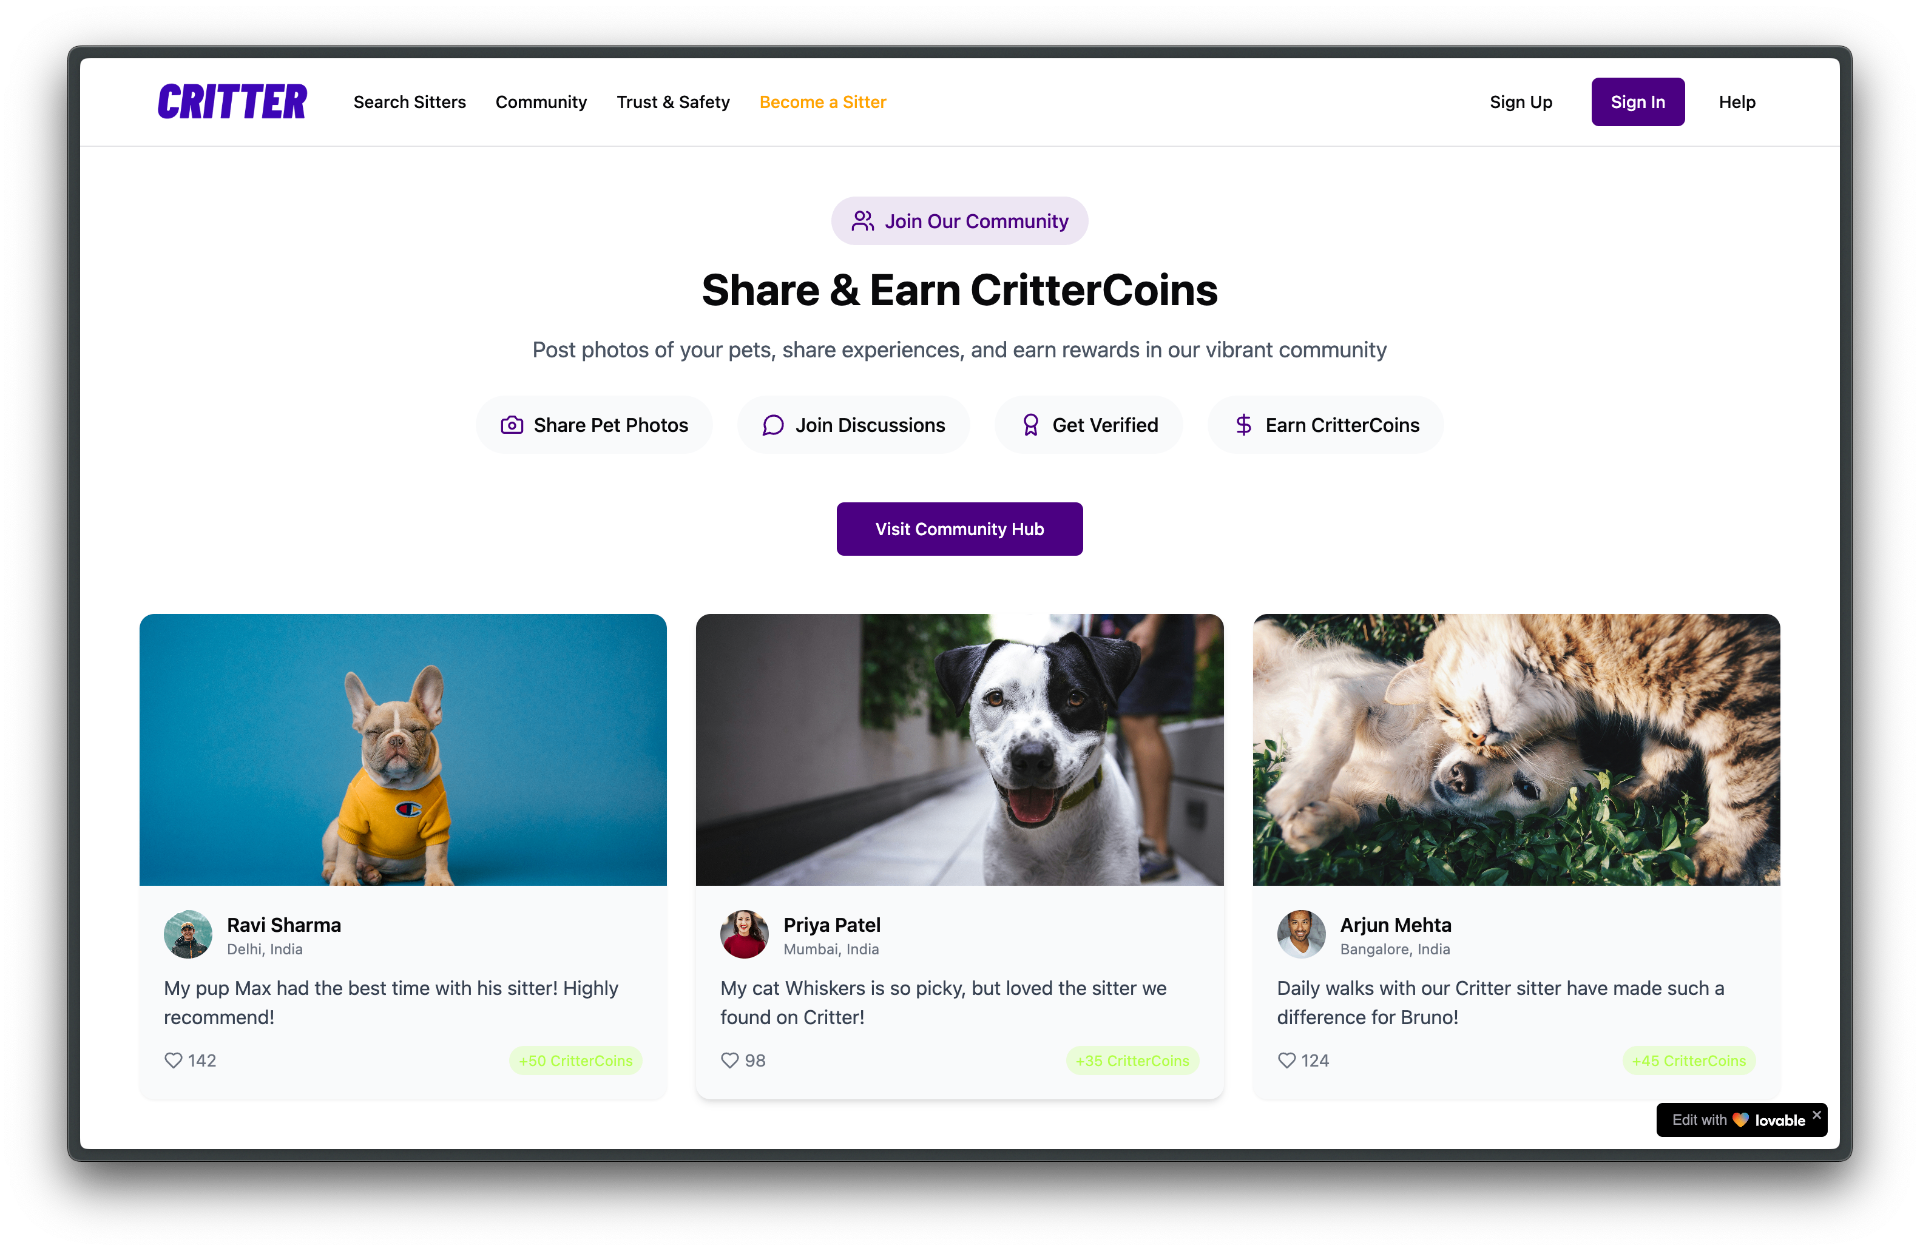 CRITTER
Search Sitters
Community
Trust & Safety
Become a Sitter
Sign Up
Sign In
Help
Join Our Community
Share & Earn CritterCoins
Post photos of your pets, share experiences, and earn rewards in our vibrant community
Share Pet Photos
Join Discussions
Get Verified
Earn CritterCoins
Visit Community Hub
Ravi Sharma
Delhi, India
My pup Max had the best time with his sitter! Highly
recommend!
142
+50 CritterCoins
Priya Patel
Mumbai, India
My cat Whiskers is so picky, but loved the sitter we
found on Critter!
98
+35 CritterCoins
Arjun Mehta
Bangalore, India
Daily walks with our Critter sitter have made such a
difference for Bruno!
124
+45 CritterCoins
Edit with lovable